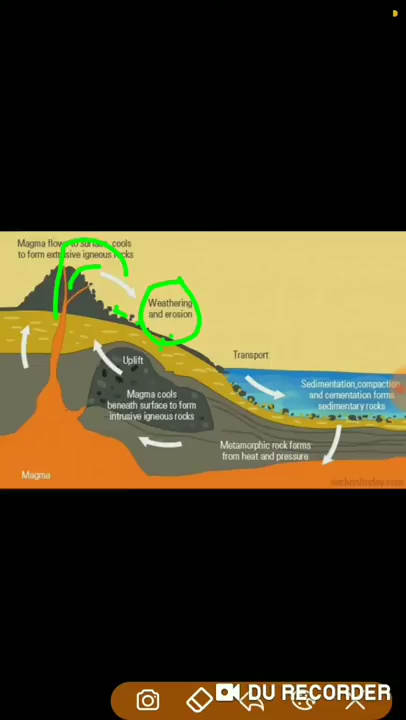 Magma flows to surface, cools
to form extrusive igneous rocks
Weathering
and erosion
Uplift
Transport
Magma cools
beneath surface to form
intrusive igneous rocks
Sedimentation,compaction
and cementation forms
sedimentary rocks
Metamorphic rock forms
from heat and pressure
Magma
DU RECORDER